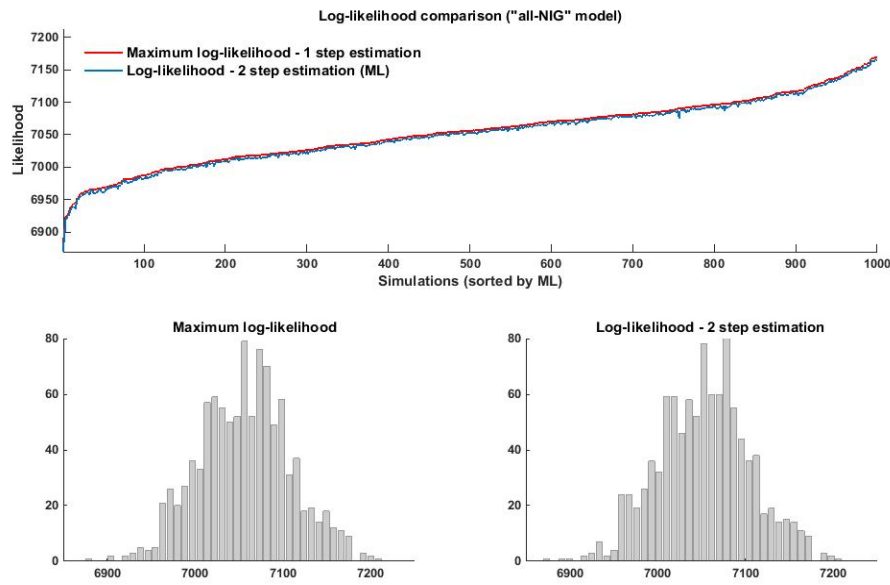 Log-likelihood comparison ("all-NIG" model)
7200
7150
7100
7050
7000
6950
6900
Likelihood
Maximum log-likelihood - 1 step estimation
Log-likelihood - 2 step estimation (ML)
100 200 300 400 500 600 700 800 900 1000
Simulations (sorted by ML)
Maximum log-likelihood
80
60
40
20
0
6900 7000 7100 7200
Log-likelihood - 2 step estimation
80
60
40
20
0
6900 7000 7100 7200